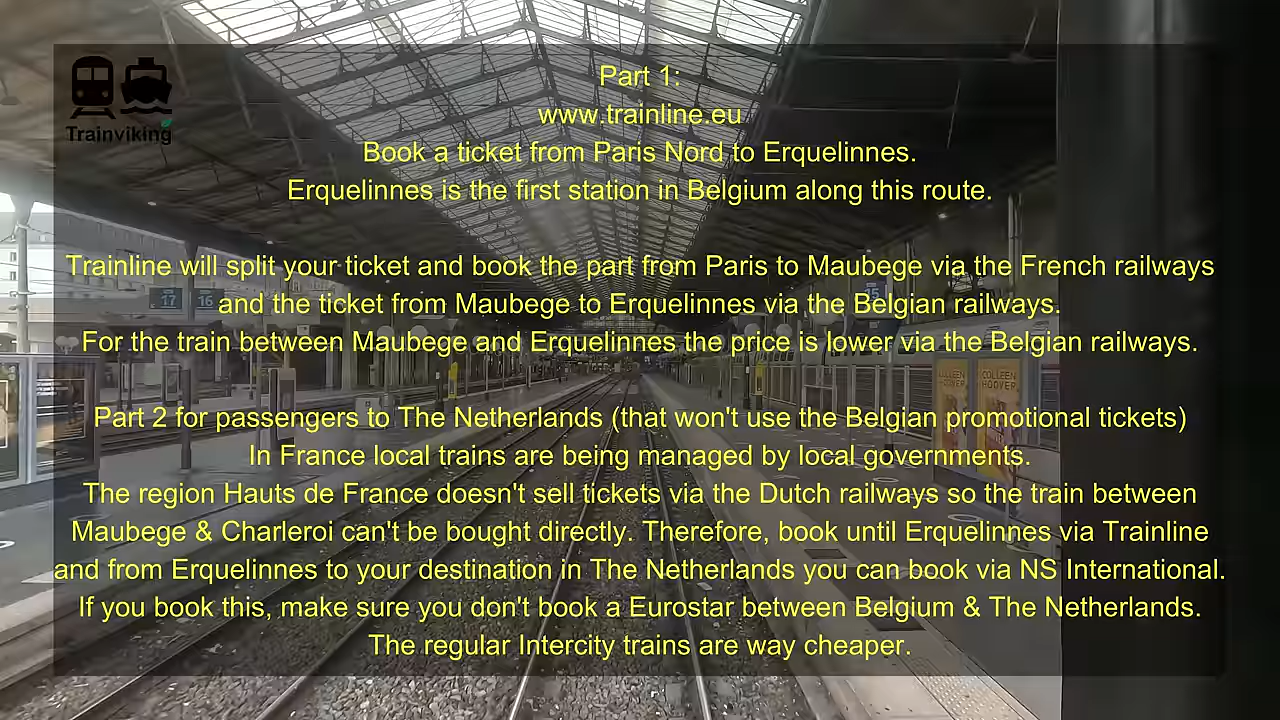 Trainviking
Part 1:
www.trainline.eu
Book a ticket from Paris Nord to Erquelinnes.
Erquelinnes is the first station in Belgium along this route.
Trainline will split your ticket and book the part from Paris to Maubege via the French railways
and the ticket from Maubege to Erquelinnes via the Belgian railways.
For the train between Maubege and Erquelinnes the price is lower via the Belgian railways.
Part 2 for passengers to The Netherlands (that won't use the Belgian promotional tickets)
In France local trains are being managed by local governments.
The region Hauts de France doesn't sell tickets via the Dutch railways so the train between
Maubege & Charleroi can't be bought directly. Therefore, book until Erquelinnes via Trainline
and from Erquelinnes to your destination in The Netherlands you can book via NS International.
If you book this, make sure you don't book a Eurostar between Belgium & The Netherlands.
The regular Intercity trains are way cheaper.
17
16
15
COLLEEN
HOOVER
COLLEEN
HOOVER